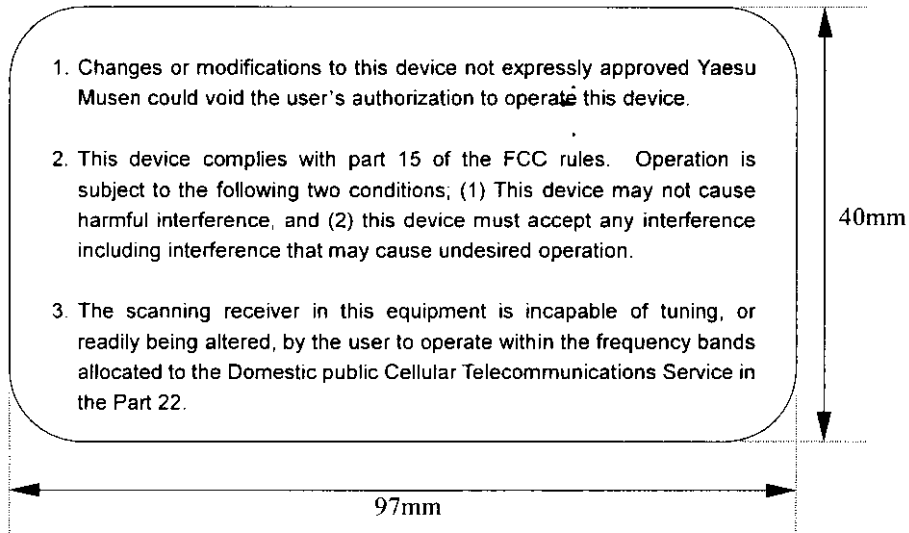 1. Changes or modifications to this device not expressly approved Yaesu
Musen could void the user's authorization to operate this device.
2. This device complies with part 15 of the FCC rules. Operation is
subject to the following two conditions; (1) This device may not cause
harmful interference, and (2) this device must accept any interference
including interference that may cause undesired operation.
3. The scanning receiver in this equipment is incapable of tuning, or
readily being altered, by the user to operate within the frequency bands
allocated to the Domestic public Cellular Telecommunications Service in
the Part 22.
40mm
97mm